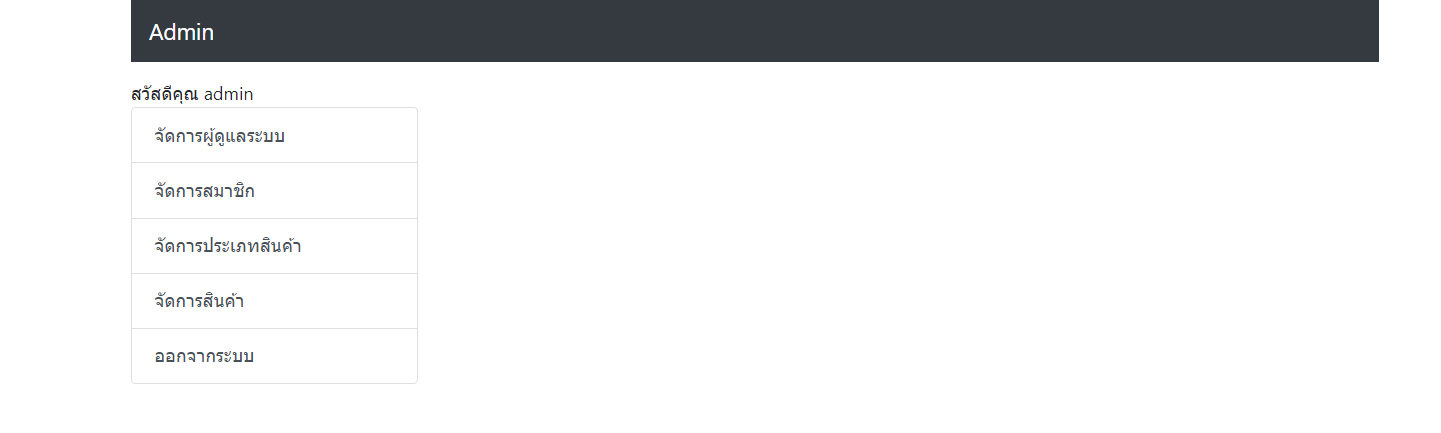 Admin
สวัสดีคุณ admin
จัดการผู้ดูแลระบบ
จัดการสมาชิก
จัดการประเภทสินค้า
จัดการสินค้า
ออกจากระบบ